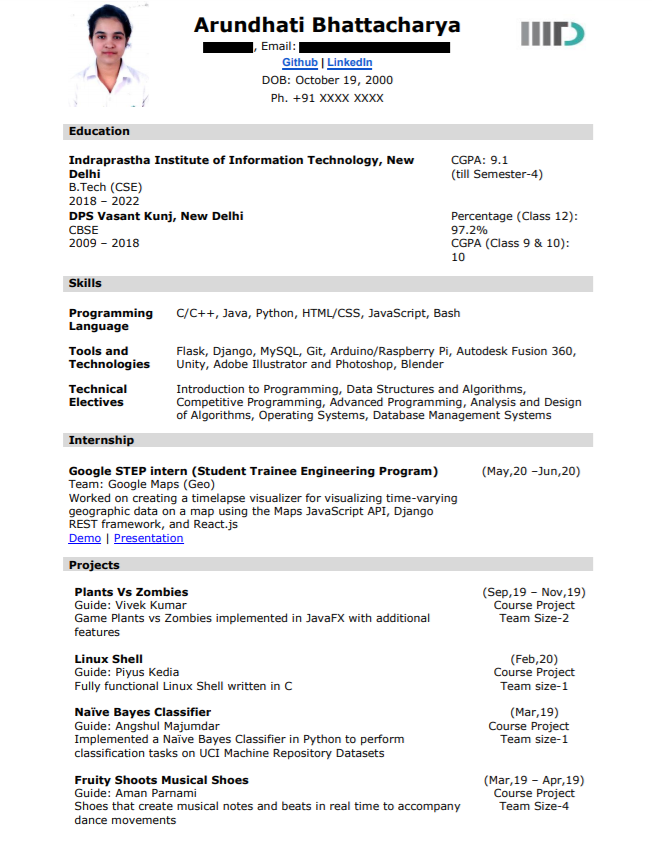 Arundhati Bhattacharya
, Email:
Github | LinkedIn
DOB: October 19, 2000
Ph. +91 XXXX XXXX
IIITD
Education
Indraprastha Institute of Information Technology, New
Delhi
B.Tech (CSE)
2018 – 2022
CGPA: 9.1
(till Semester-4)
DPS Vasant Kunj, New Delhi
CBSE
2009 – 2018
Percentage (Class 12):
97.2%
CGPA (Class 9 & 10):
10
Skills
Programming
Language
C/C++, Java, Python, HTML/CSS, JavaScript, Bash
Tools and
Technologies
Flask, Django, MySQL, Git, Arduino/Raspberry Pi, Autodesk Fusion 360,
Unity, Adobe Illustrator and Photoshop, Blender
Technical
Electives
Introduction to Programming, Data Structures and Algorithms,
Competitive Programming, Advanced Programming, Analysis and Design
of Algorithms, Operating Systems, Database Management Systems
Internship
Google STEP intern (Student Trainee Engineering Program)
(May,20 –Jun,20)
Team: Google Maps (Geo)
Worked on creating a timelapse visualizer for visualizing time-varying
geographic data on a map using the Maps JavaScript API, Django
REST framework, and React.js
Demo | Presentation
Projects
Plants Vs Zombies
Guide: Vivek Kumar
Game Plants vs Zombies implemented in JavaFX with additional
features
(Sep,19 – Nov,19)
Course Project
Team Size-2
Linux Shell
Guide: Piyus Kedia
Fully functional Linux Shell written in C
(Feb,20)
Course Project
Team size-1
Naïve Bayes Classifier
Guide: Angshul Majumdar
Implemented a Naïve Bayes Classifier in Python to perform
classification tasks on UCI Machine Repository Datasets
(Mar,19)
Course Project
Team size-1
Fruity Shoots Musical Shoes
Guide: Aman Parnami
Shoes that create musical notes and beats in real time to accompany
dance movements
(Mar,19 – Apr,19)
Course Project
Team Size-4